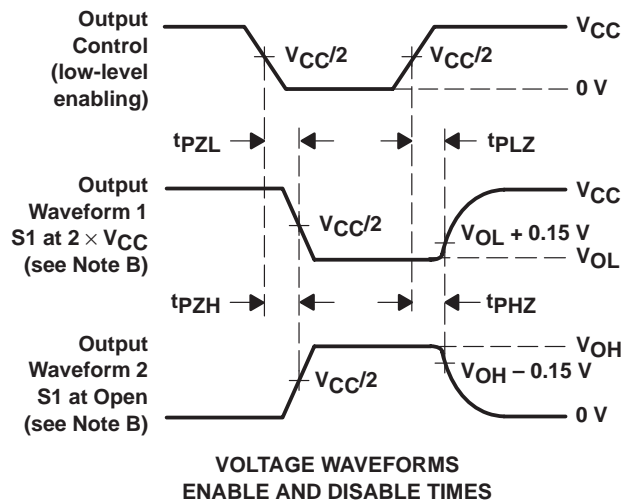 Output
Control
(low-level
enabling)
VCC/2
VCC/2
VCC
0 V
tPZL
tPLZ
Output
Waveform 1
S1 at 2 × VCC
(see Note B)
VCC/2
VCC
VOL + 0.15 V
VOL
tPZH
tPHZ
Output
Waveform 2
S1 at Open
(see Note B)
VCC/2
VOH
VOH − 0.15 V
0 V
VOLTAGE WAVEFORMS
ENABLE AND DISABLE TIMES